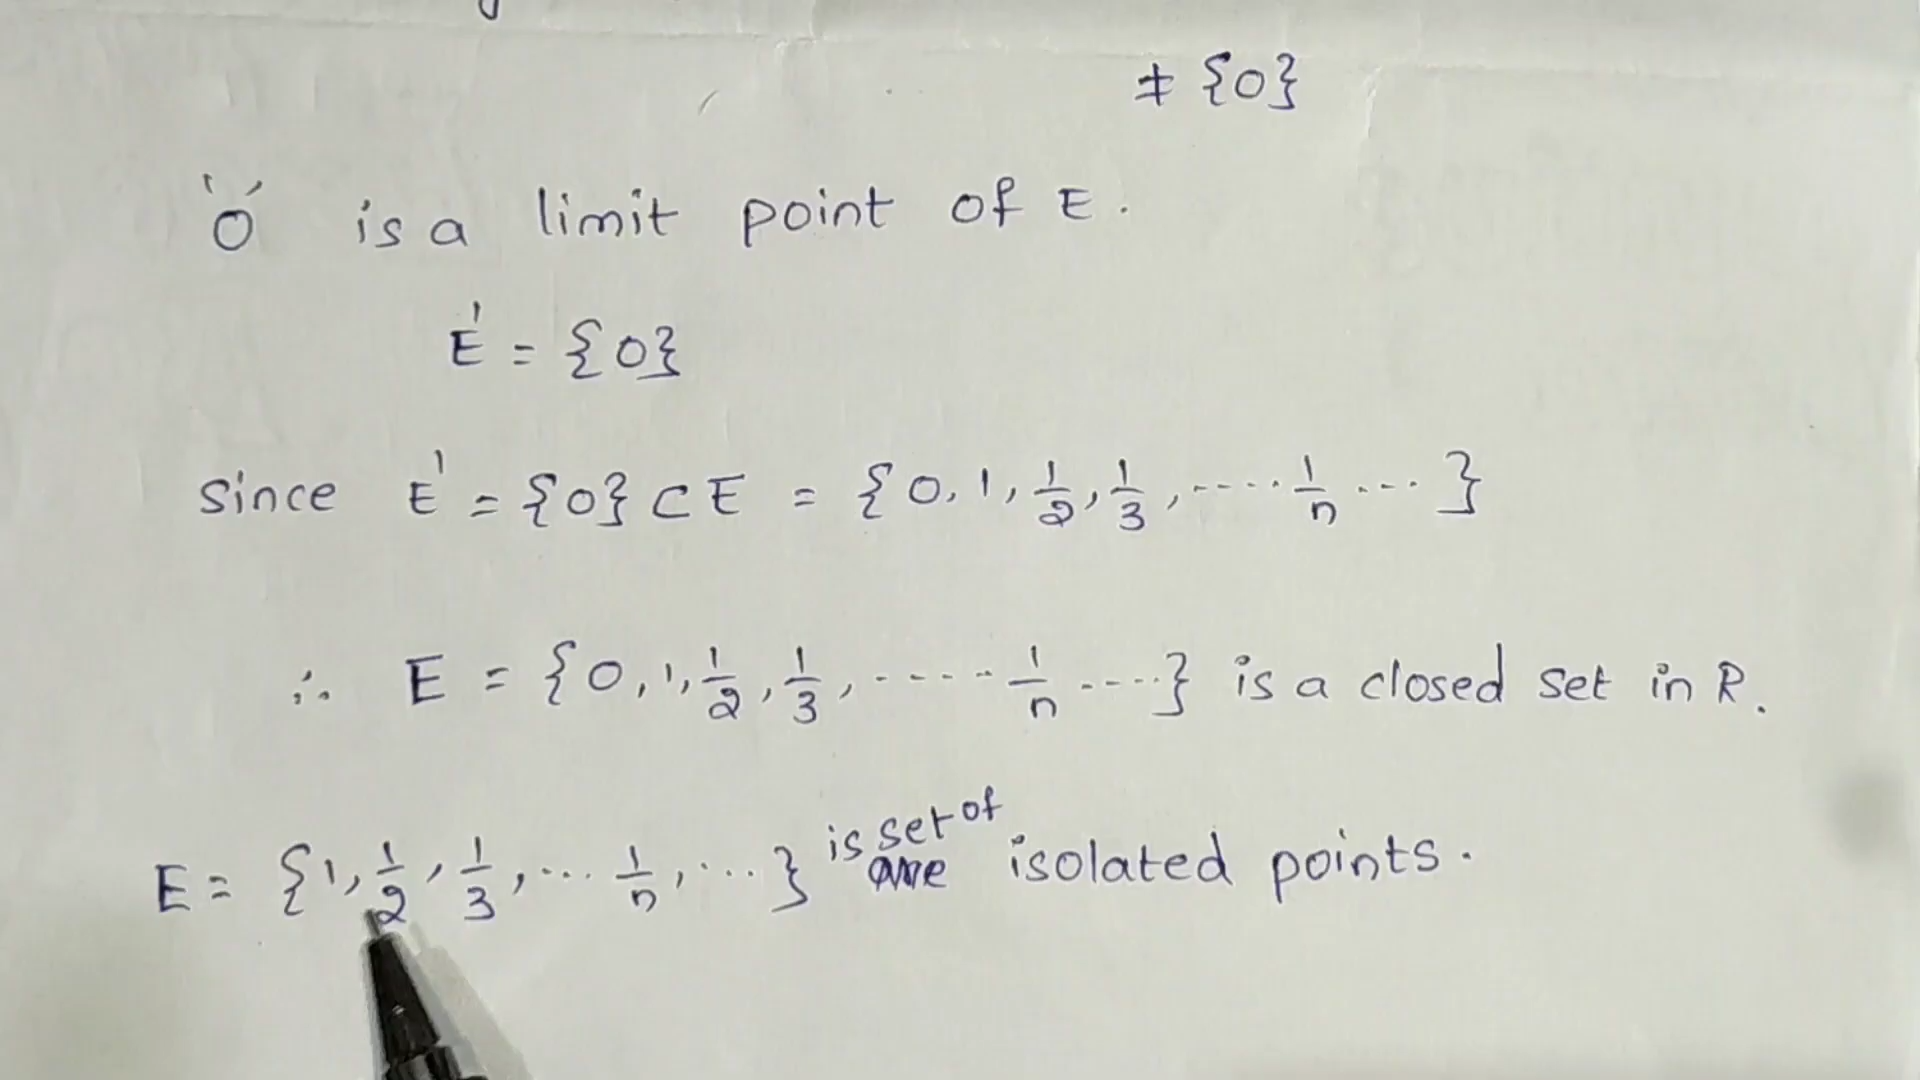 ≠ {0}
'0' is a limit point of E.
E' = {0}
since E' = {0} ⊂ E = {0, 1, 1/2, 1/3, ..... 1/n ... }
∴ E = {0, 1, 1/2, 1/3, ..... 1/n ....} is a closed set in R.
E = {1, 1/2, 1/3, ... 1/n, ...} is set of are isolated points.